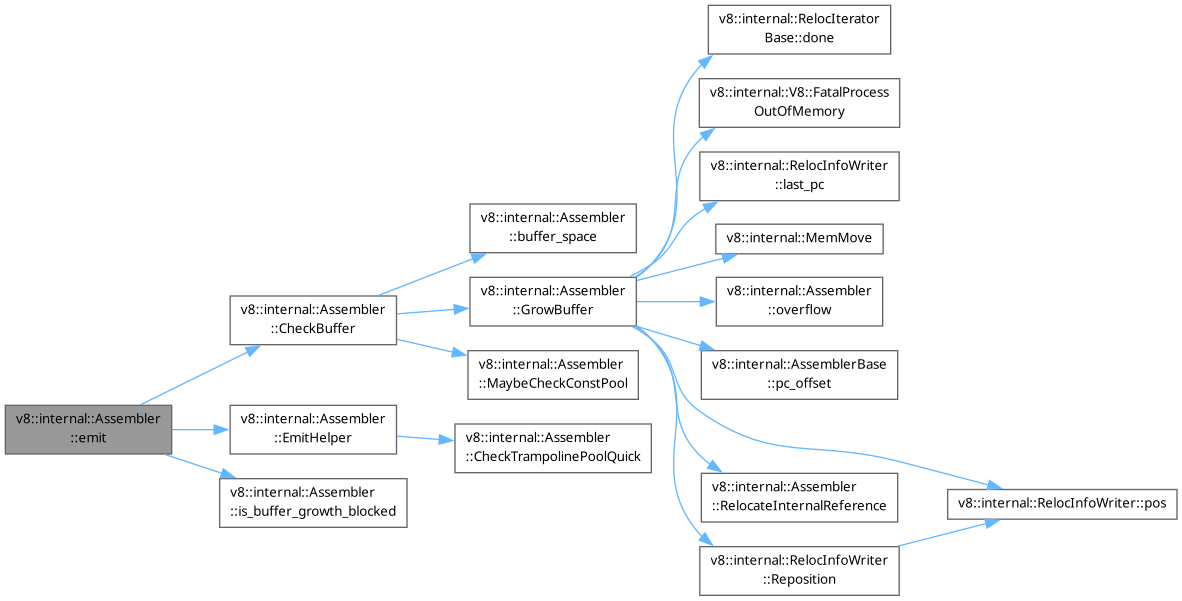 v8::internal::RelocIterator
Base::done
v8::internal::V8::FatalProcess
OutOfMemory
v8::internal::RelocInfoWriter
::last_pc
v8::internal::Assembler
::buffer_space
v8::internal::MemMove
v8::internal::Assembler
::GrowBuffer
v8::internal::Assembler
::overflow
v8::internal::Assembler
::CheckBuffer
v8::internal::Assembler
::MaybeCheckConstPool
v8::internal::AssemblerBase
::pc_offset
v8::internal::Assembler
::emit
v8::internal::Assembler
::EmitHelper
v8::internal::Assembler
::CheckTrampolinePoolQuick
v8::internal::Assembler
::is_buffer_growth_blocked
v8::internal::Assembler
::RelocateInternalReference
v8::internal::RelocInfoWriter::pos
v8::internal::RelocInfoWriter
::Reposition